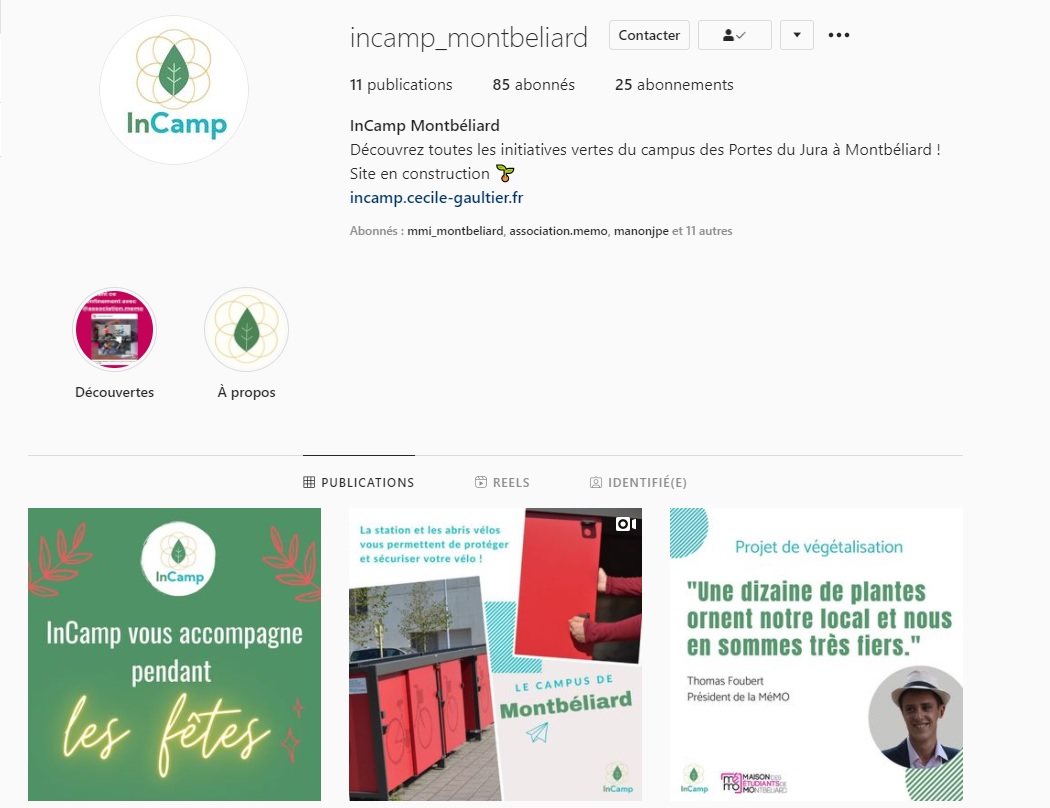 InCamp
incamp_montbeliard
Contacter
11 publications 85 abonnés 25 abonnements
InCamp Montbéliard
Découvrez toutes les initiatives vertes du campus des Portes du Jura à Montbéliard !
Site en construction 🌱
incamp.cecile-gaultier.fr
Abonnés : mmi_montbeliard, association.memo, manonjpe et 11 autres
nfinement avec
@association.memo
Découvertes
À propos
PUBLICATIONS
REELS
IDENTIFIÉ(E)
InCamp
InCamp vous accompagne
pendant
les fêtes
La station et les abris vélos
vous permettent de protéger
et sécuriser votre vélo !
LE CAMPUS DE
Montbéliard
InCamp
Projet de végétalisation
"Une dizaine de plantes
ornent notre local et nous
en sommes très fiers."
Thomas Foubert
Président de la MéMO
InCamp
mémo
MAISON DES
ÉTUDIANTS DE
MONTBÉLIARD